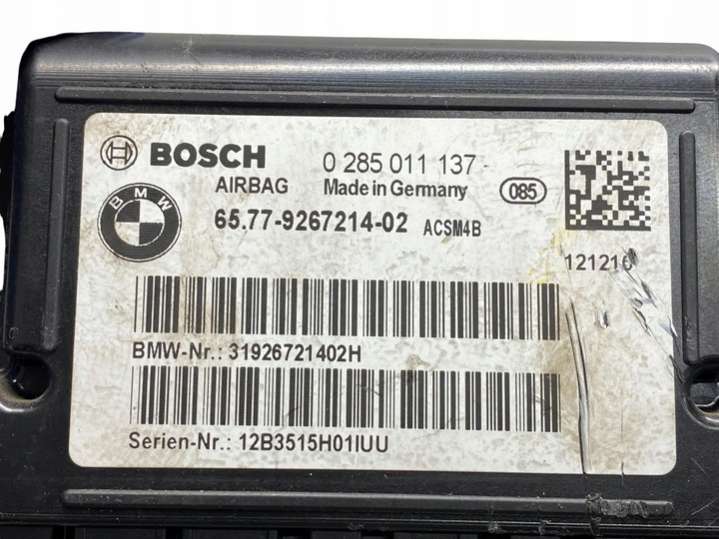 BOSCH 0 285 011 137
AIRBAG Made in Germany 085
BMW
65.77-9267214-02 ACSM4B
BMW-Nr.: 31926721402H
Serien-Nr.: 12B3515H01IUU